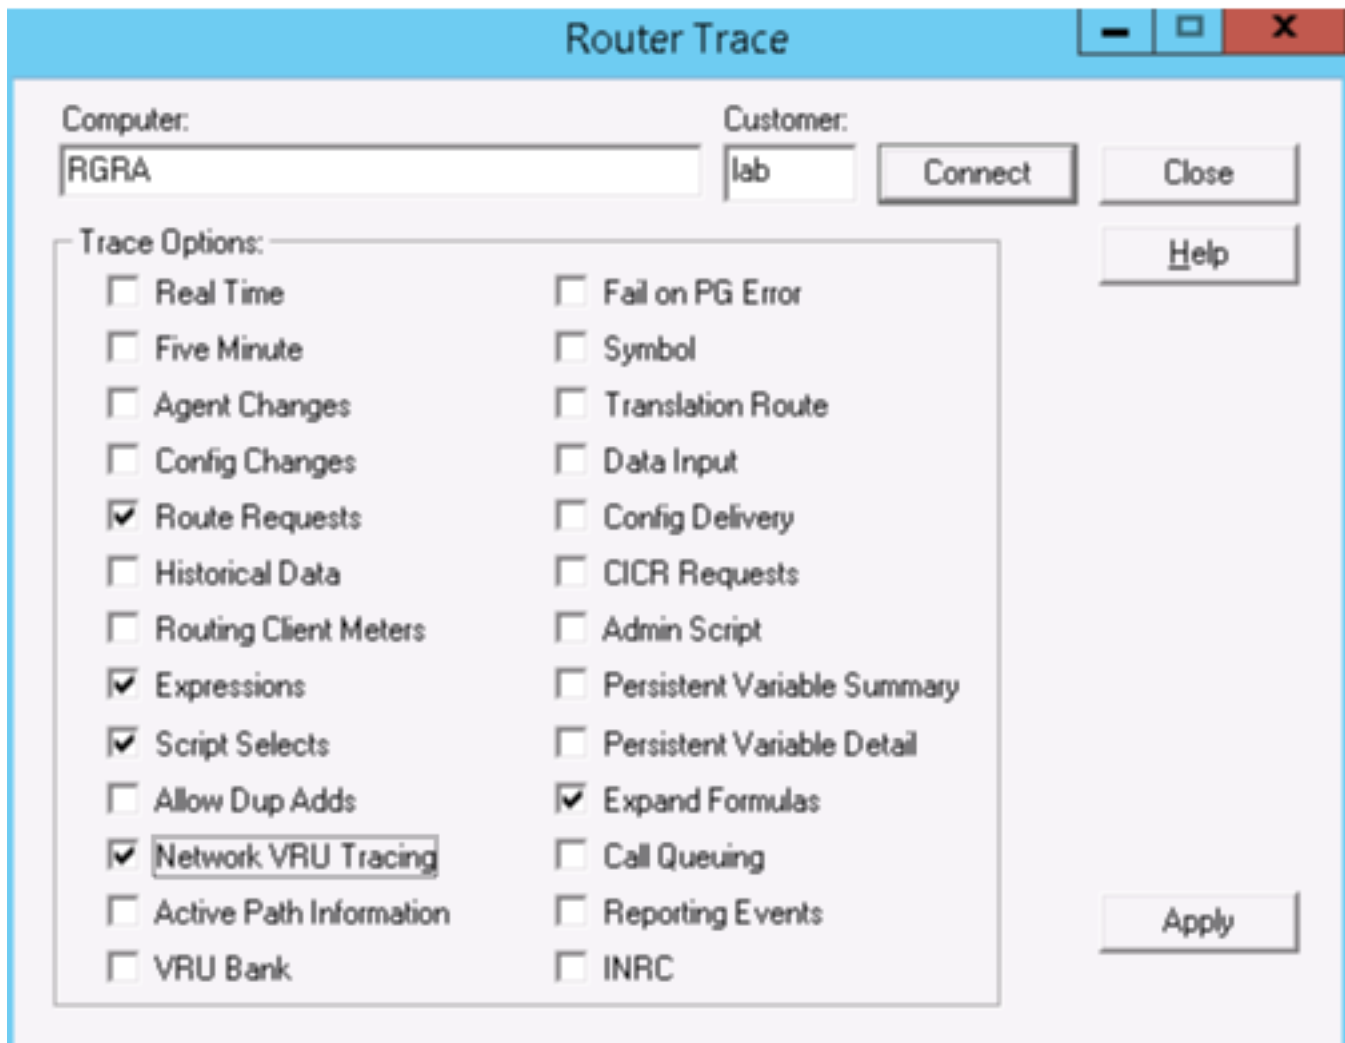 Router Trace
Computer:
Customer:
RGRA
lab
Connect
Close
Help
Trace Options:
Real Time
Fail on PG Error
Five Minute
Symbol
Agent Changes
Translation Route
Config Changes
Data Input
Route Requests
Config Delivery
Historical Data
CICR Requests
Routing Client Meters
Admin Script
Expressions
Persistent Variable Summary
Script Selects
Persistent Variable Detail
Allow Dup Adds
Expand Formulas
Network VRU Tracing
Call Queuing
Active Path Information
Reporting Events
Apply
VRU Bank
INRC